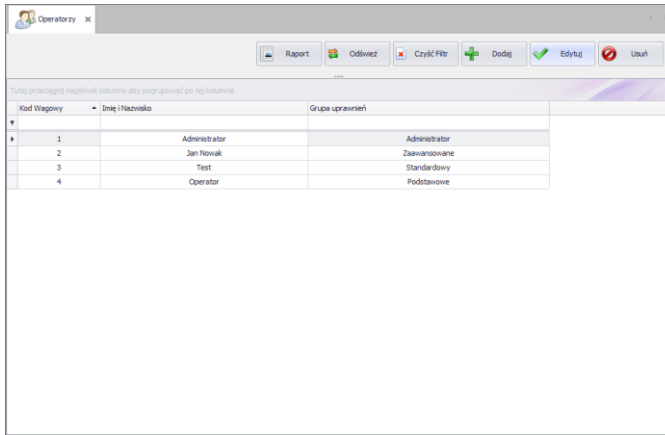 Operatorzy
Raport Odśwież Czyść Filtr Dodaj Edytuj Usuń
Tutaj przeciągnij nagłówek kolumny aby pogrupować po tej kolumnie
Kod Wagowy Imię i Nazwisko Grupa uprawnień
1 Administrator Administrator
2 Jan Nowak Zaawansowane
3 Test Standardowy
4 Operator Podstawowe